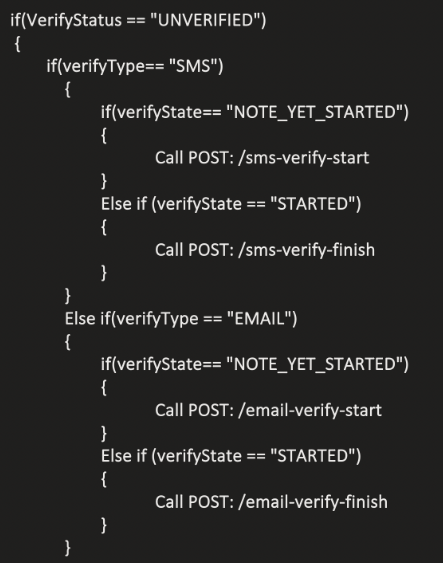 if(VerifyStatus == "UNVERIFIED")
{
if(verifyType== "SMS")
{
if(verifyState== "NOTE_YET_STARTED")
{
Call POST: /sms-verify-start
}
Else if (verifyState == "STARTED")
{
Call POST: /sms-verify-finish
}
}
Else if(verifyType == "EMAIL")
{
if(verifyState== "NOTE_YET_STARTED")
{
Call POST: /email-verify-start
}
Else if (verifyState == "STARTED")
{
Call POST: /email-verify-finish
}
}